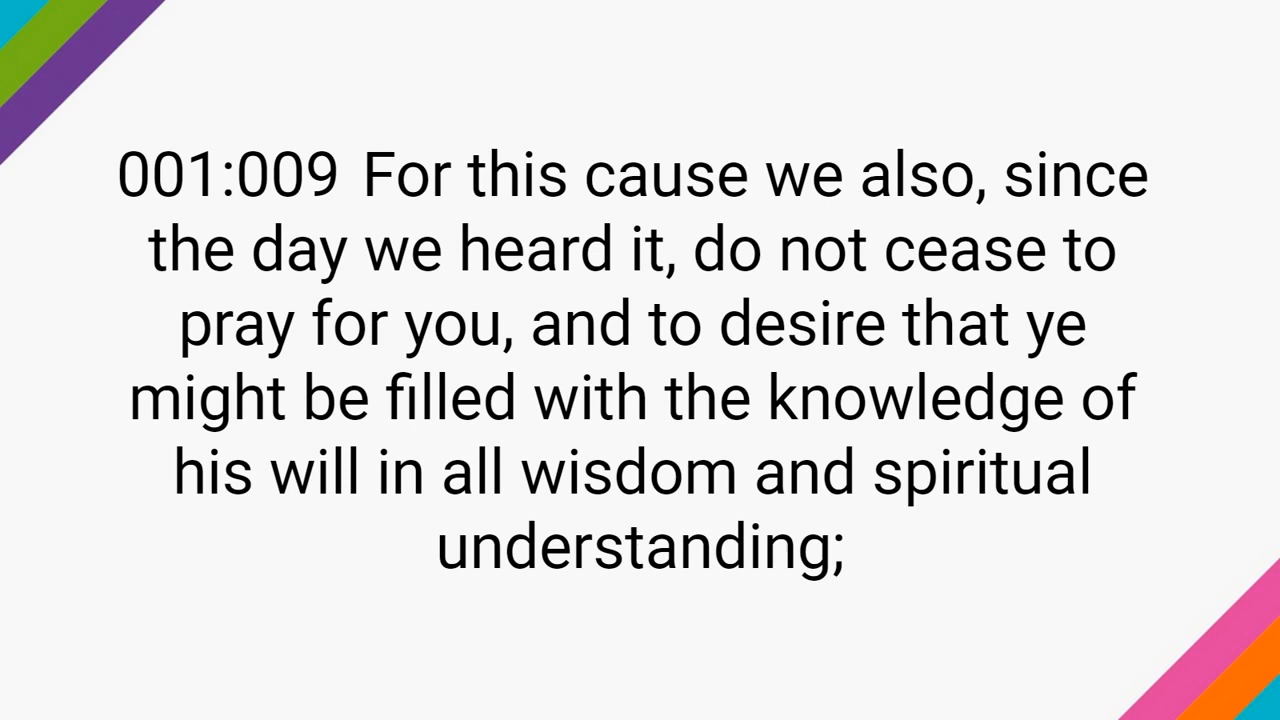 001:009 For this cause we also, since
the day we heard it, do not cease to
pray for you, and to desire that ye
might be filled with the knowledge of
his will in all wisdom and spiritual
understanding;